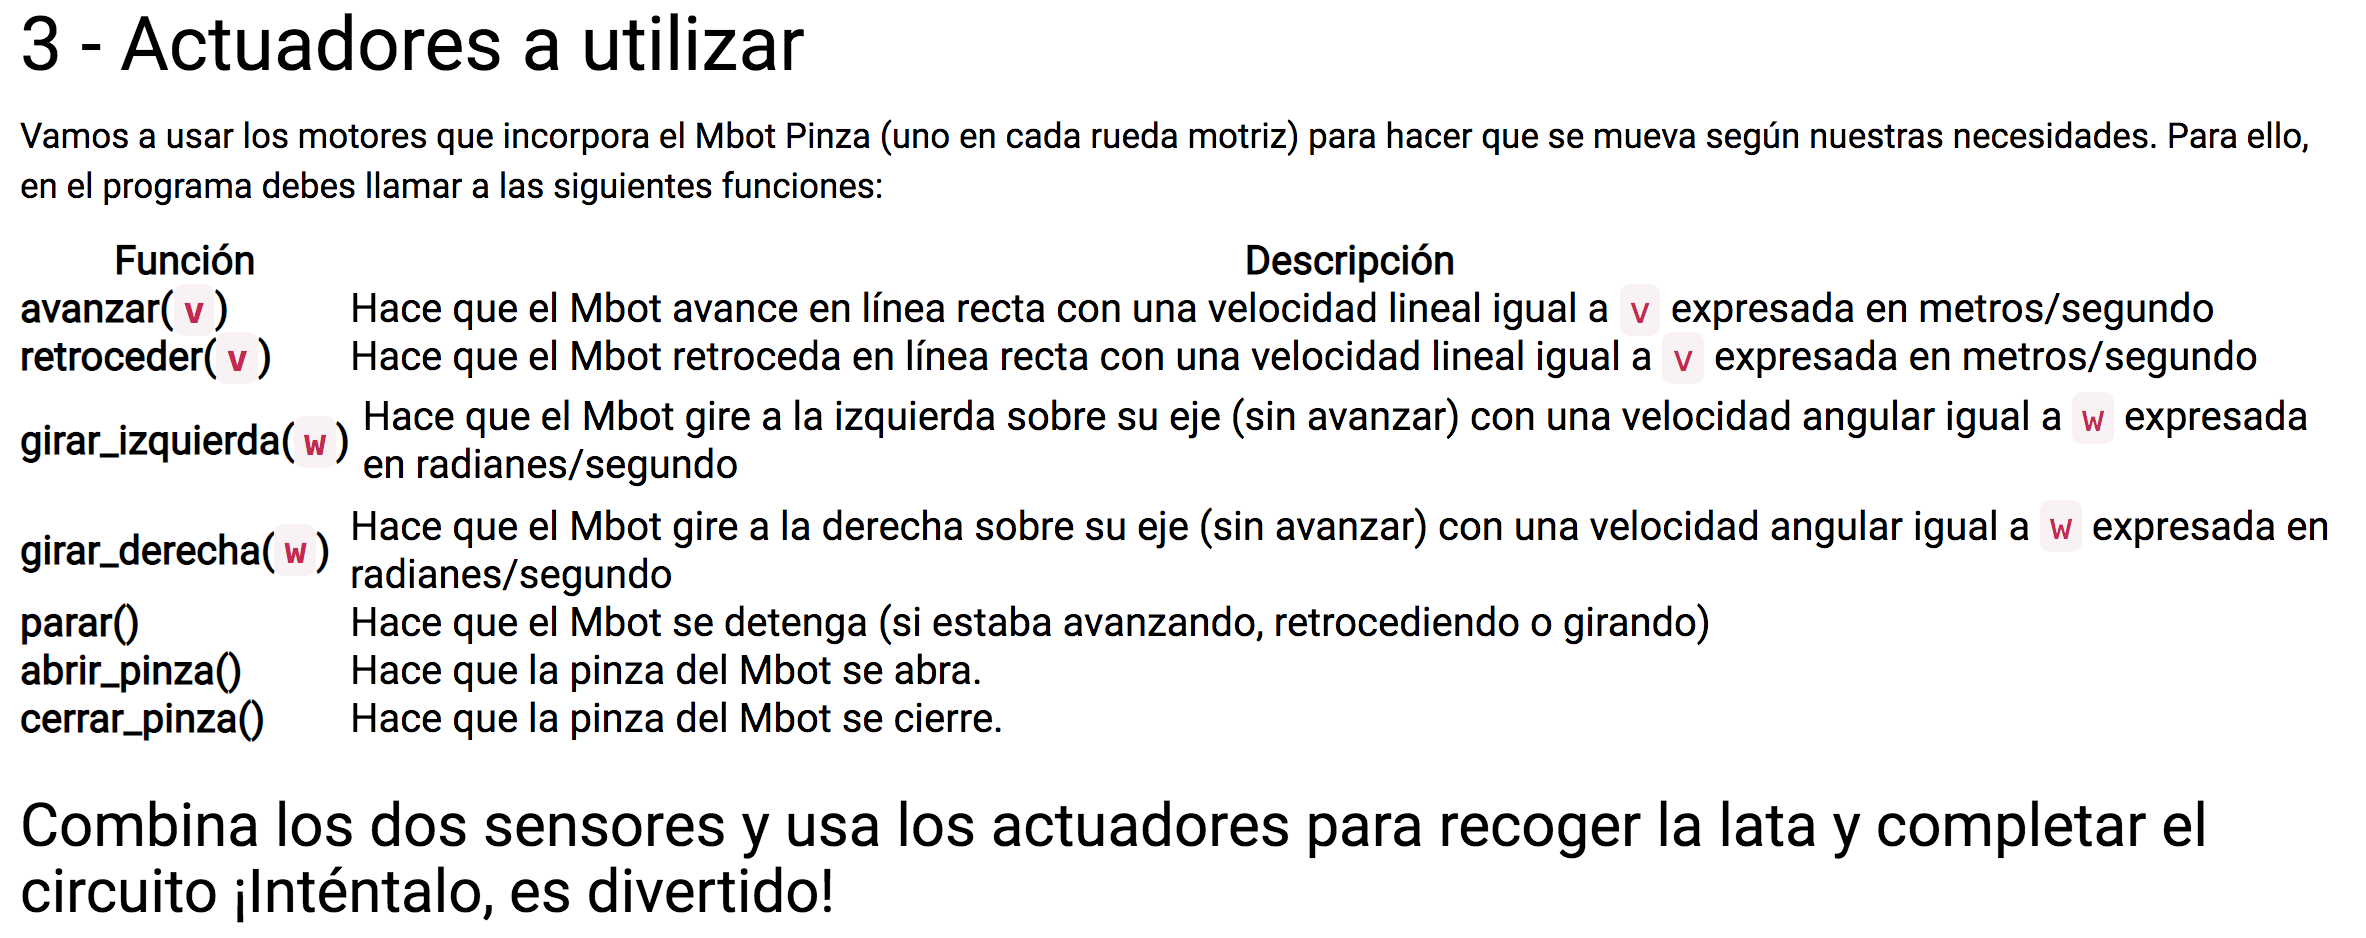 3 - Actuadores a utilizar
Vamos a usar los motores que incorpora el Mbot Pinza (uno en cada rueda motriz) para hacer que se mueva según nuestras necesidades. Para ello,
en el programa debes llamar a las siguientes funciones:
Función Descripción
avanzar( v ) Hace que el Mbot avance en línea recta con una velocidad lineal igual a v expresada en metros/segundo
retroceder( v ) Hace que el Mbot retroceda en línea recta con una velocidad lineal igual a v expresada en metros/segundo
girar_izquierda( w ) Hace que el Mbot gire a la izquierda sobre su eje (sin avanzar) con una velocidad angular igual a w expresada
en radianes/segundo
girar_derecha( w ) Hace que el Mbot gire a la derecha sobre su eje (sin avanzar) con una velocidad angular igual a w expresada en
radianes/segundo
parar() Hace que el Mbot se detenga (si estaba avanzando, retrocediendo o girando)
abrir_pinza() Hace que la pinza del Mbot se abra.
cerrar_pinza() Hace que la pinza del Mbot se cierre.
Combina los dos sensores y usa los actuadores para recoger la lata y completar el
circuito ¡Inténtalo, es divertido!